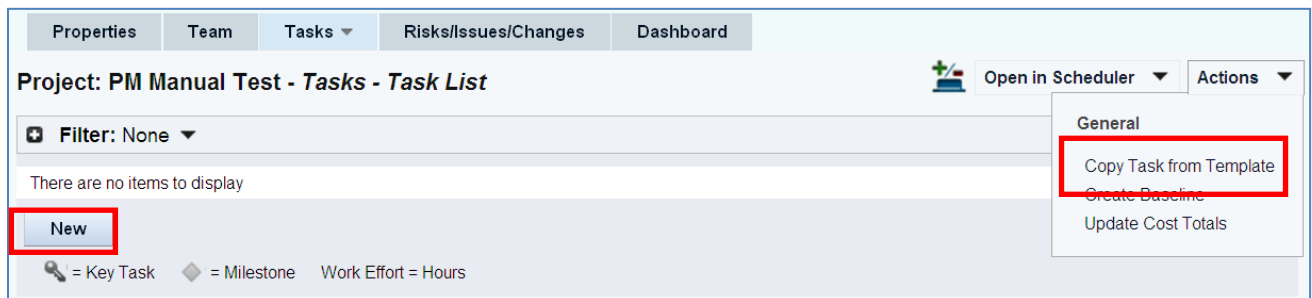 Properties Team Tasks Risks/Issues/Changes Dashboard
Project: PM Manual Test - Tasks - Task List
Open in Scheduler Actions
Filter: None
General
Copy Task from Template
There are no items to display
Create Baseline
New
Update Cost Totals
= Key Task = Milestone Work Effort = Hours